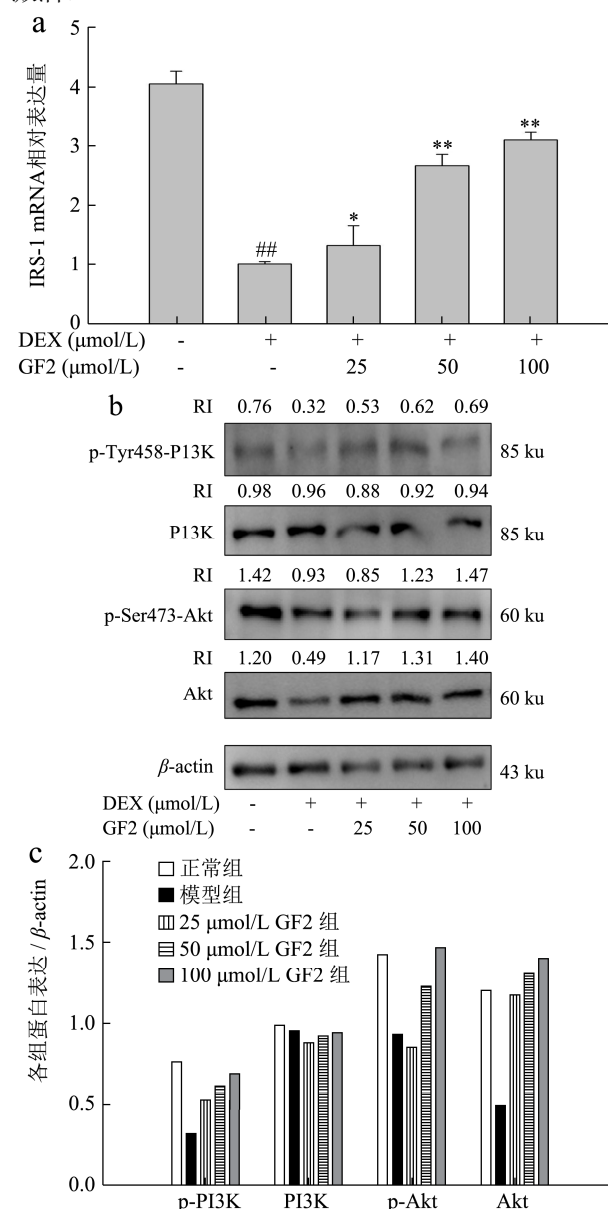 a
IRS-1 mRNA相对表达量
5
4
3
2
1
0
## * ** **
DEX (μmol/L) - + + + +
GF2 (μmol/L) - - 25 50 100
b
RI 0.76 0.32 0.53 0.62 0.69
p-Tyr458-P13K 85 ku
RI 0.98 0.96 0.88 0.92 0.94
P13K 85 ku
RI 1.42 0.93 0.85 1.23 1.47
p-Ser473-Akt 60 ku
RI 1.20 0.49 1.17 1.31 1.40
Akt 60 ku
β-actin 43 ku
DEX (μmol/L) - + + + +
GF2 (μmol/L) - - 25 50 100
c
各组蛋白表达 / β-actin
2.0
1.5
1.0
0.5
0.0
正常组
模型组
25 μmol/L GF2 组
50 μmol/L GF2 组
100 μmol/L GF2 组
p-PI3K PI3K p-Akt Akt